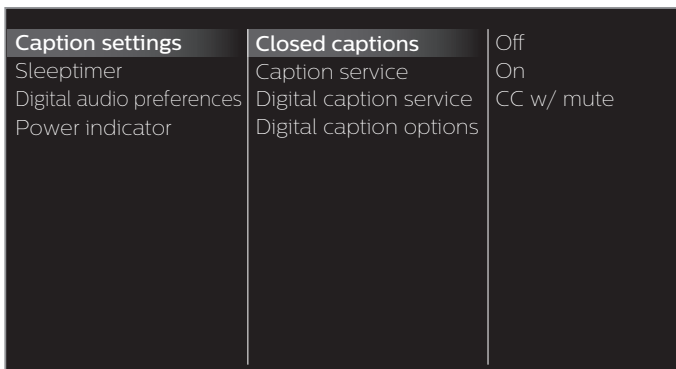 Caption settings
Sleeptimer
Digital audio preferences
Power indicator
Closed captions
Caption service
Digital caption service
Digital caption options
Off
On
CC w/ mute